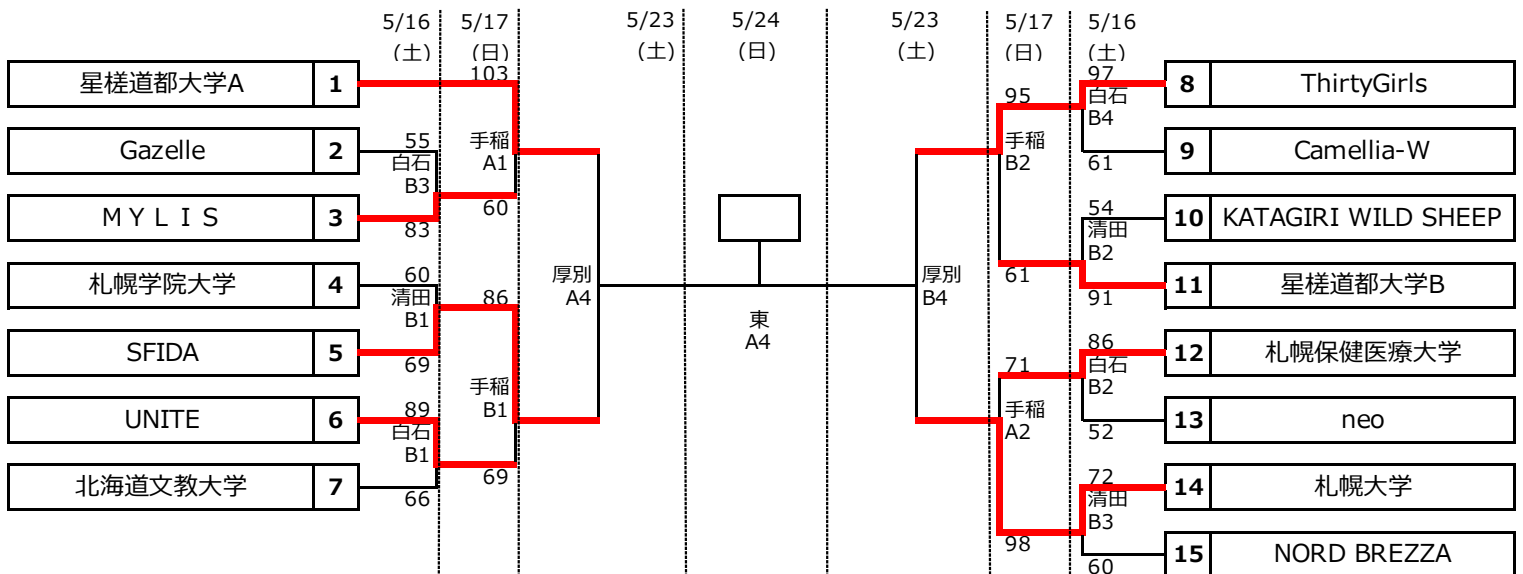 5/16 5/17 5/23 5/24 5/23 5/17 5/16
(土) (日) (土) (日) (土) (日) (土)
星槎道都大学A 1
Gazelle 2
ＭＹＬＩＳ 3
札幌学院大学 4
SFIDA 5
UNITE 6
北海道文教大学 7
103
55
白石
B3
83
手稲
A1
60
60
清田
B1
69
86
手稲
B1
69
89
白石
B1
66
厚別
A4
東
A4
厚別
B4
95
手稲
B2
61
71
手稲
A2
98
97
白石
B4
61
54
清田
B2
91
86
白石
B2
52
72
清田
B3
60
8 ThirtyGirls
9 Camellia-W
10 KATAGIRI WILD SHEEP
11 星槎道都大学B
12 札幌保健医療大学
13 neo
14 札幌大学
15 NORD BREZZA